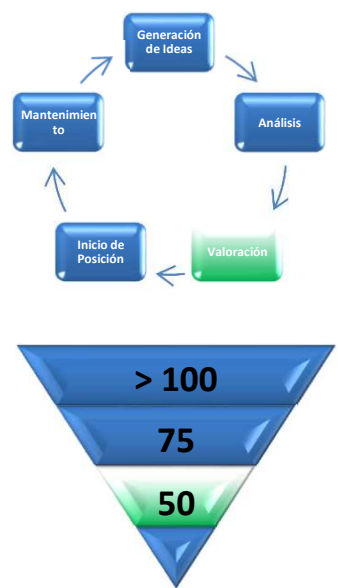 Generación
de Ideas
Mantenimien
to
Análisis
Inicio de
Posición
Valoración
> 100
75
50